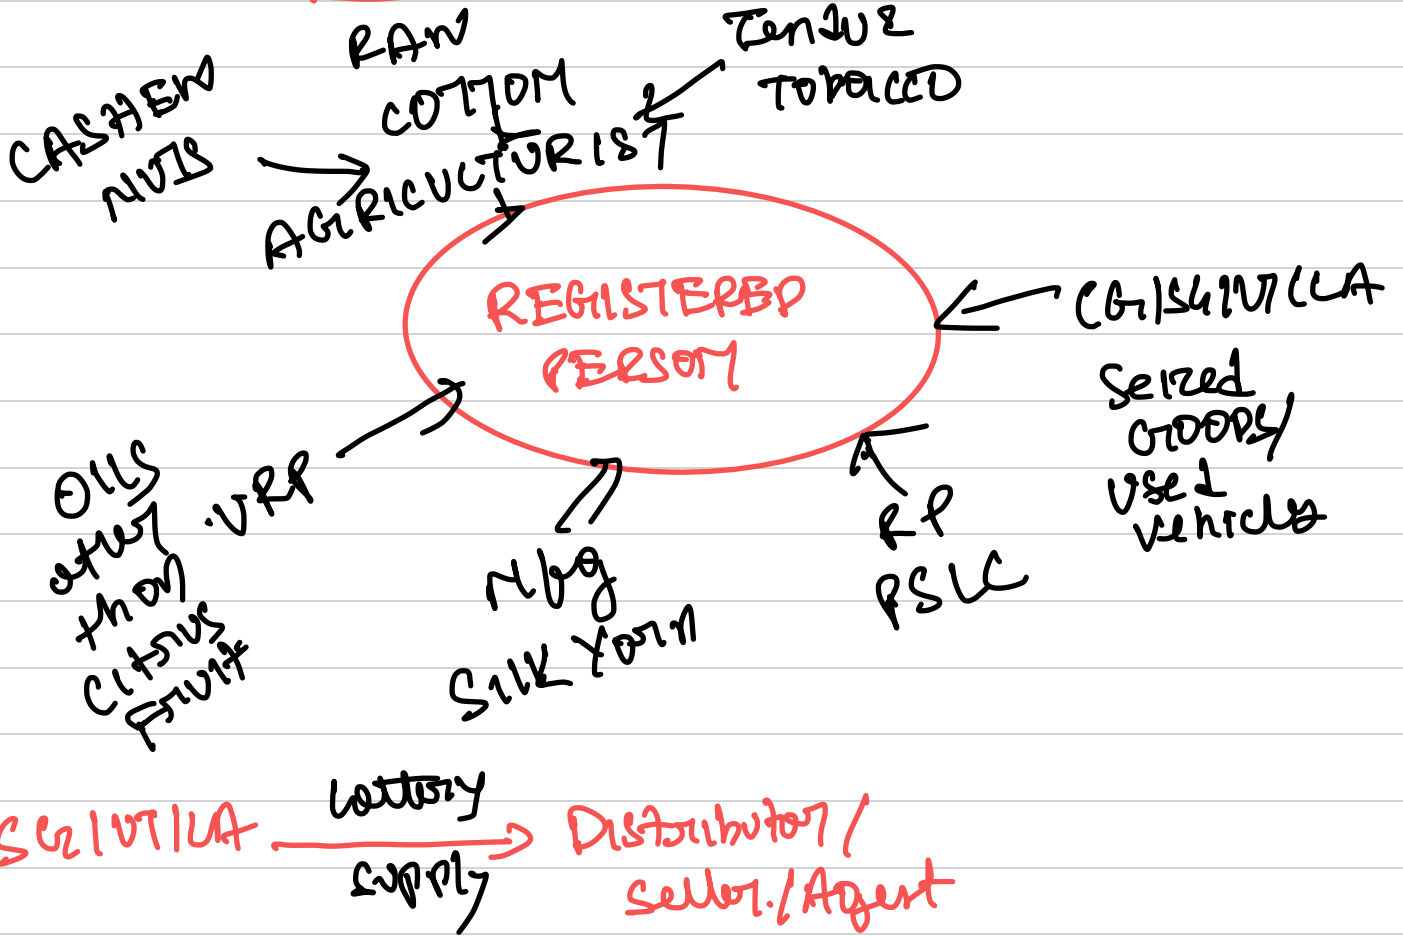 RAW
COTTON
Tendu &
TOBACCO
CASHEW
NUTS
AGRICULTURIST
REGISTERED
PERSON
CG/SG/UT/LA
Seized
GOODS/
Used
vehicles
OILS
other
than
Citrus
Fruit
URP
RP
PSLC
Mfg
Silk Yarn
SG/UT/LA
Lottery
supply
Distributor/
Seller/Agent